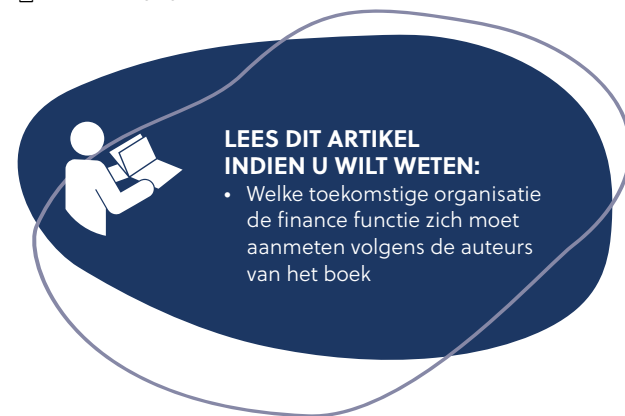 LEES DIT ARTIKEL
INDIEN U WILT WETEN:
• Welke toekomstige organisatie
de finance functie zich moet
aanmeten volgens de auteurs
van het boek